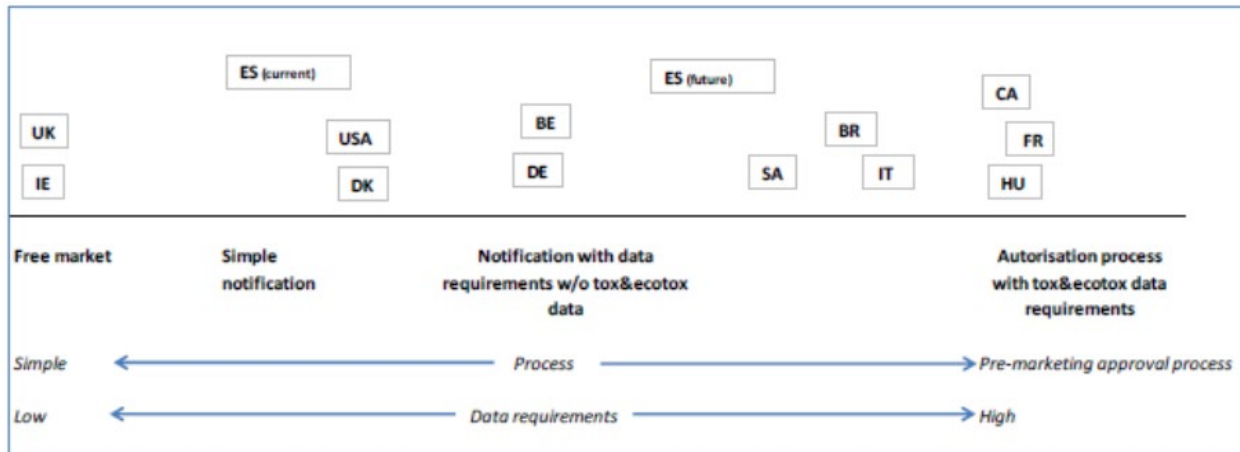 ES (current)
ES (future)
CA
UK
USA
BE
BR
FR
IE
DK
DE
SA
IT
HU
Free market
Simple
notification
Notification with data
requirements w/o tox&ecotox
data
Autorisation process
with tox&ecotox data
requirements
Simple
Process
Pre-marketing approval process
Low
Data requirements
High